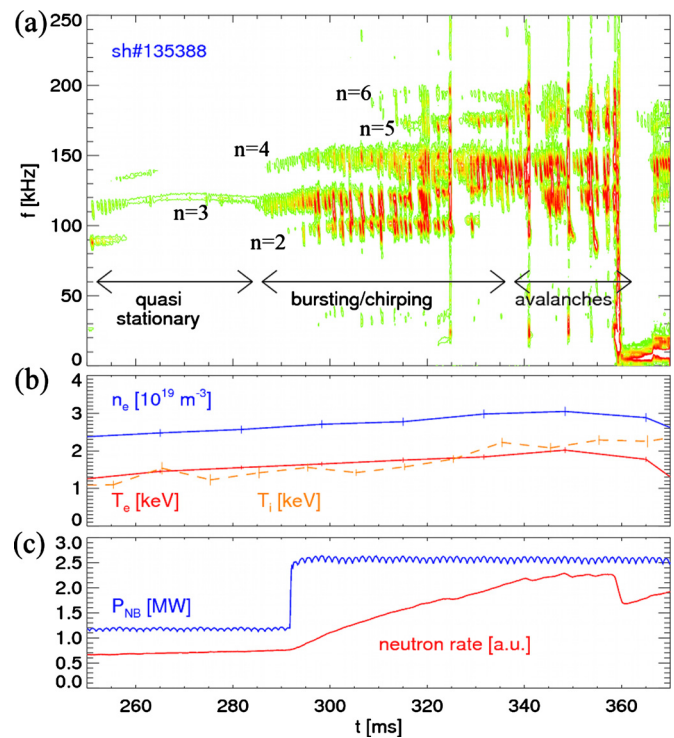 (a)
250
sh#135388
200
n=6
n=5
150
n=4
f [kHz]
n=3
100
n=2
50
quasi
stationary
bursting/chirping
avalanches
0
(b)
4
n_e [10^19 m^-3]
3
2
1
T_e [keV]
T_i [keV]
0
(c)
3.0
2.5
2.0
P_NB [MW]
1.5
1.0
neutron rate [a.u.]
0.5
0.0
260 280 300 320 340 360
t [ms]